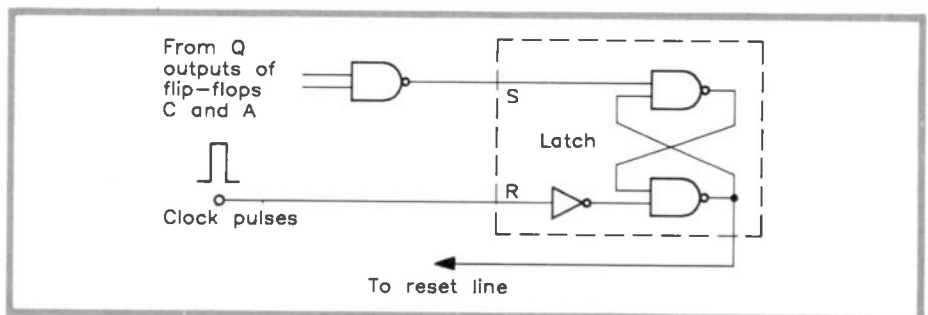 From Q
outputs of
flip-flops
C and A
S
Latch
R
Clock pulses
To reset line